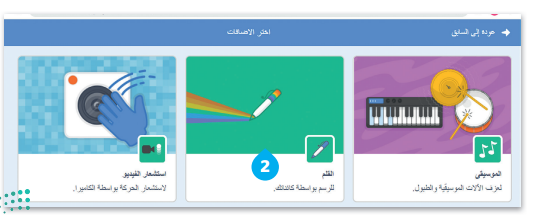 عودة إلى السابق
اختر الإضافات
الموسيقى
لعزف الآلات الموسيقية والطبول.
2
القلم
للرسم بواسطة كائناتك.
استشعار الفيديو
لاستشعار الحركة بواسطة الكاميرا.